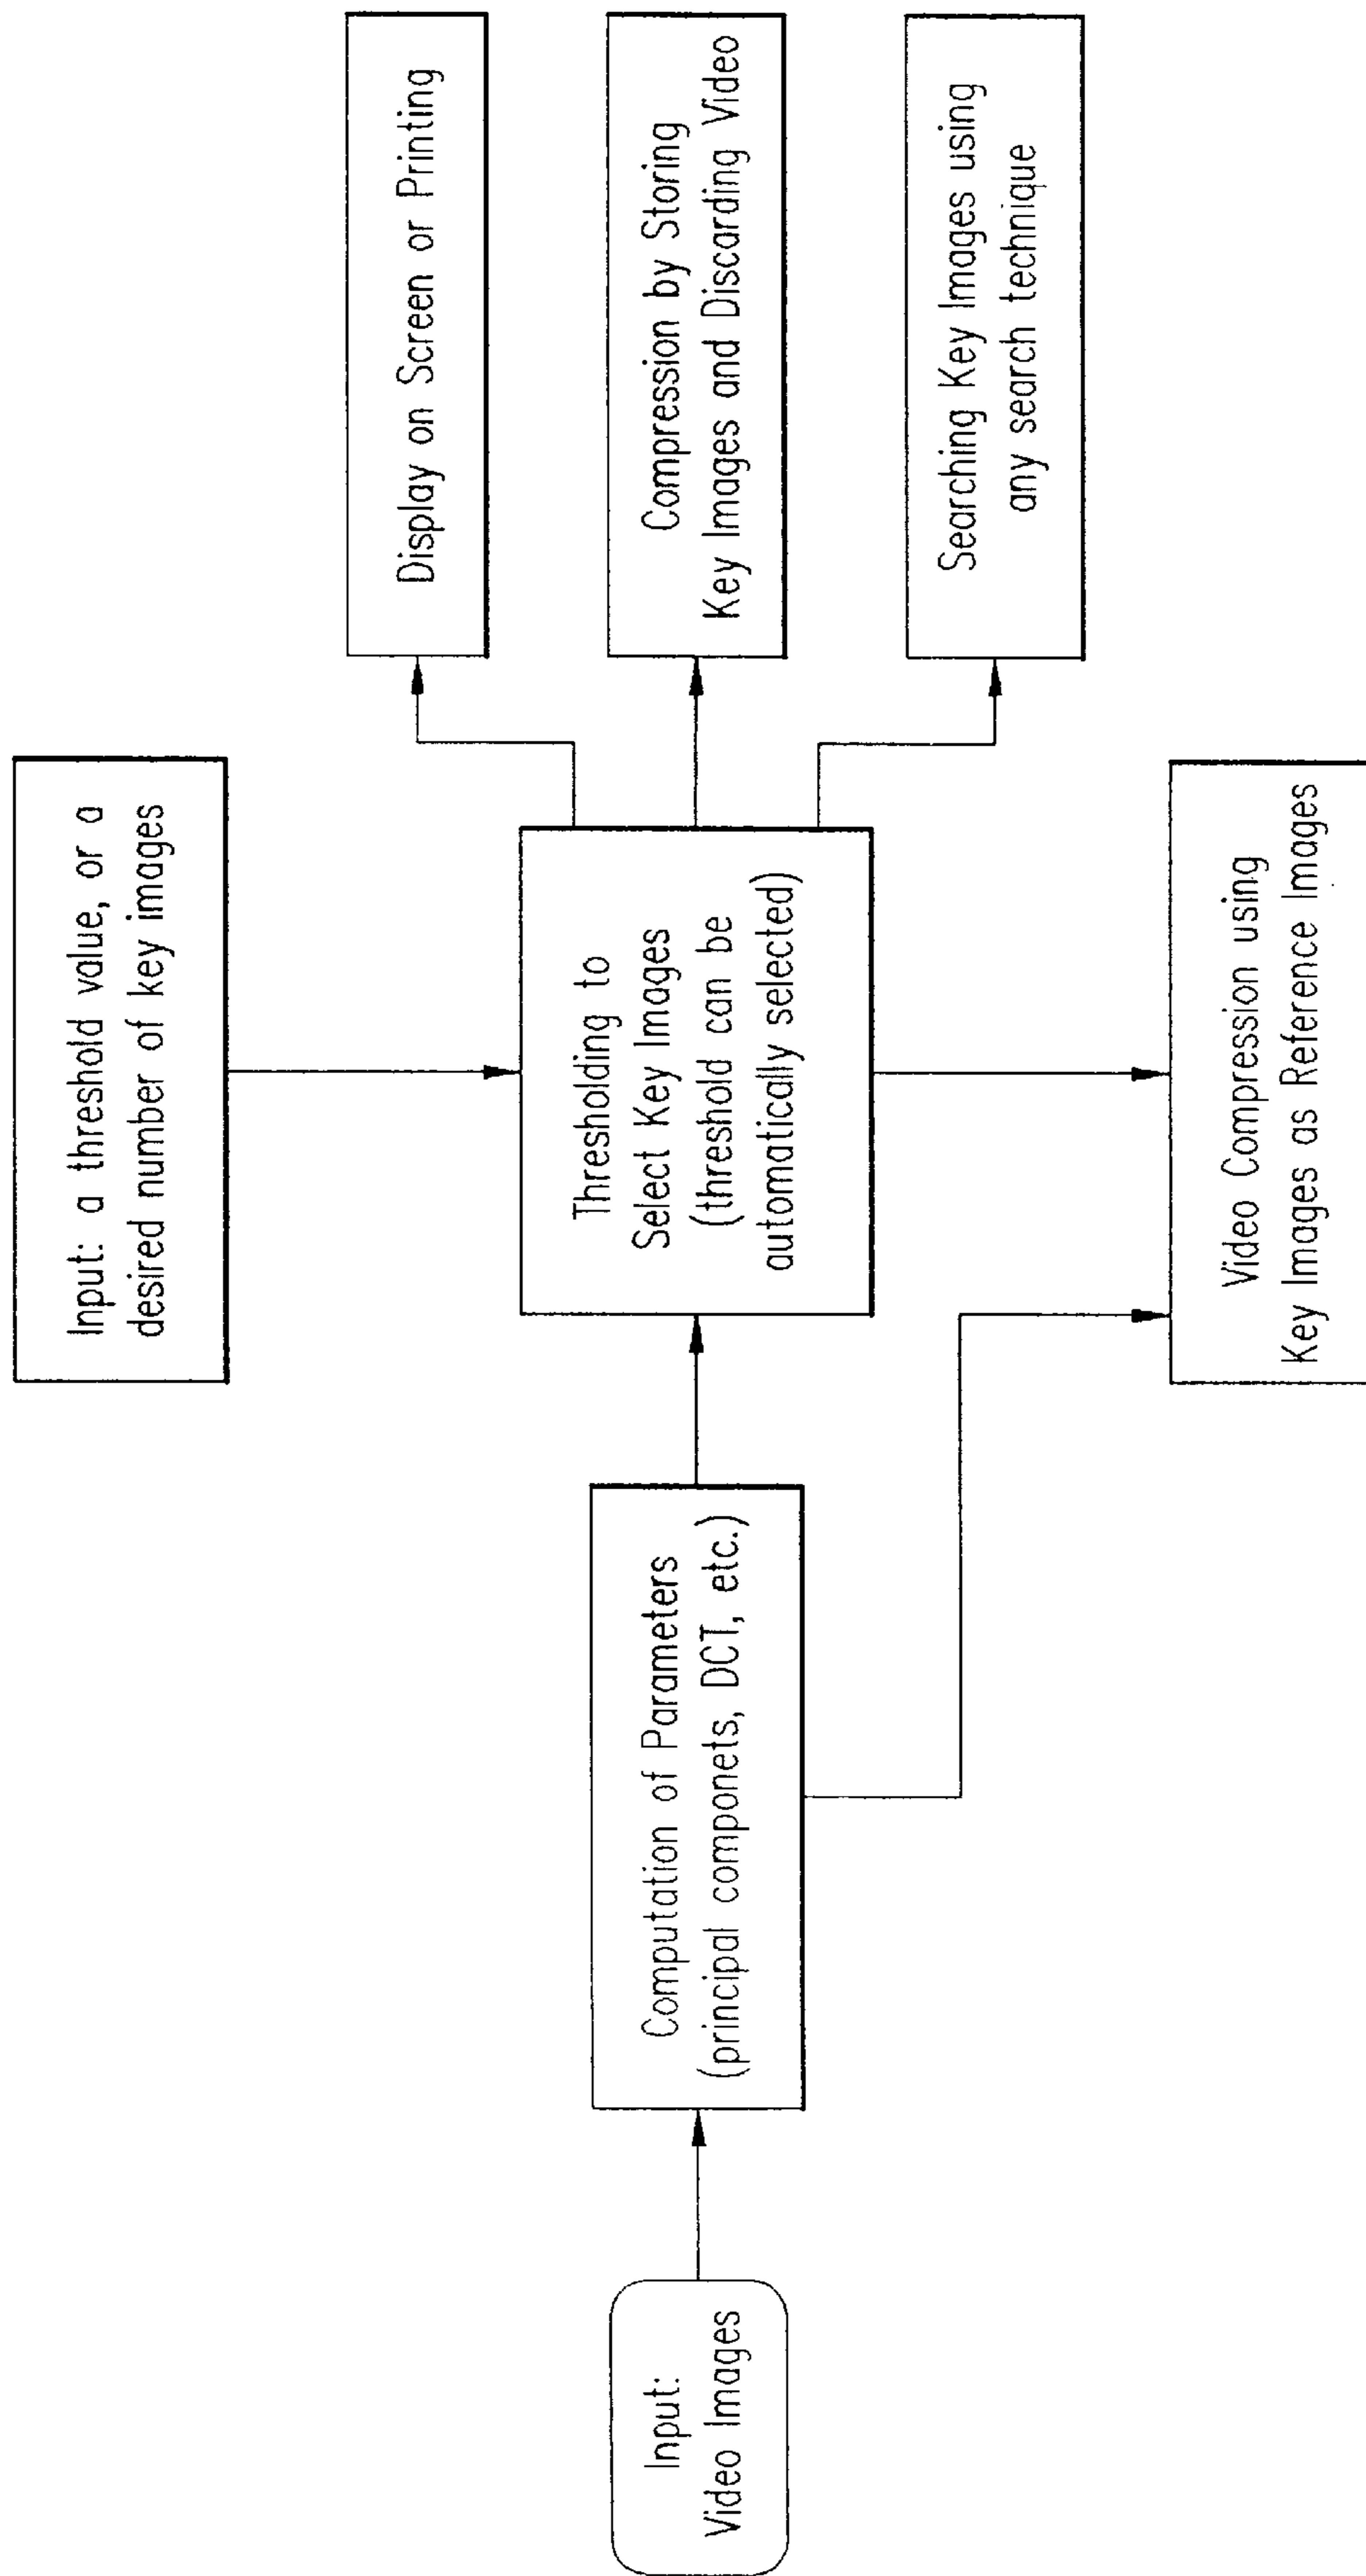 Input: a threshold value, or a
desired number of key images
Input:
Video Images
Computation of Parameters
(principal componets, DCT, etc.)
Thresholding to
Select Key Images
(threshold can be
automatically selected)
Display on Screen or Printing
Compression by Storing
Key Images and Discarding Video
Searching Key Images using
any search technique
Video Compression using
Key Images as Reference Images